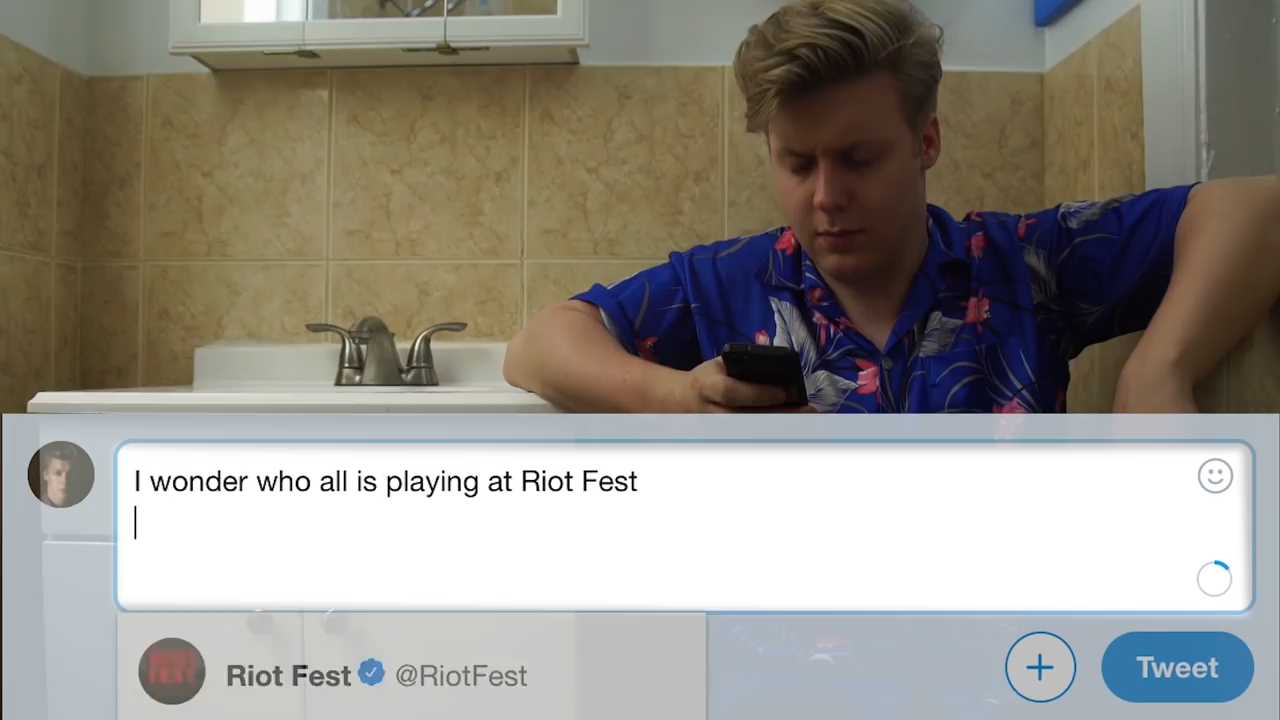 I wonder who all is playing at Riot Fest
Riot Fest @RiotFest
Tweet